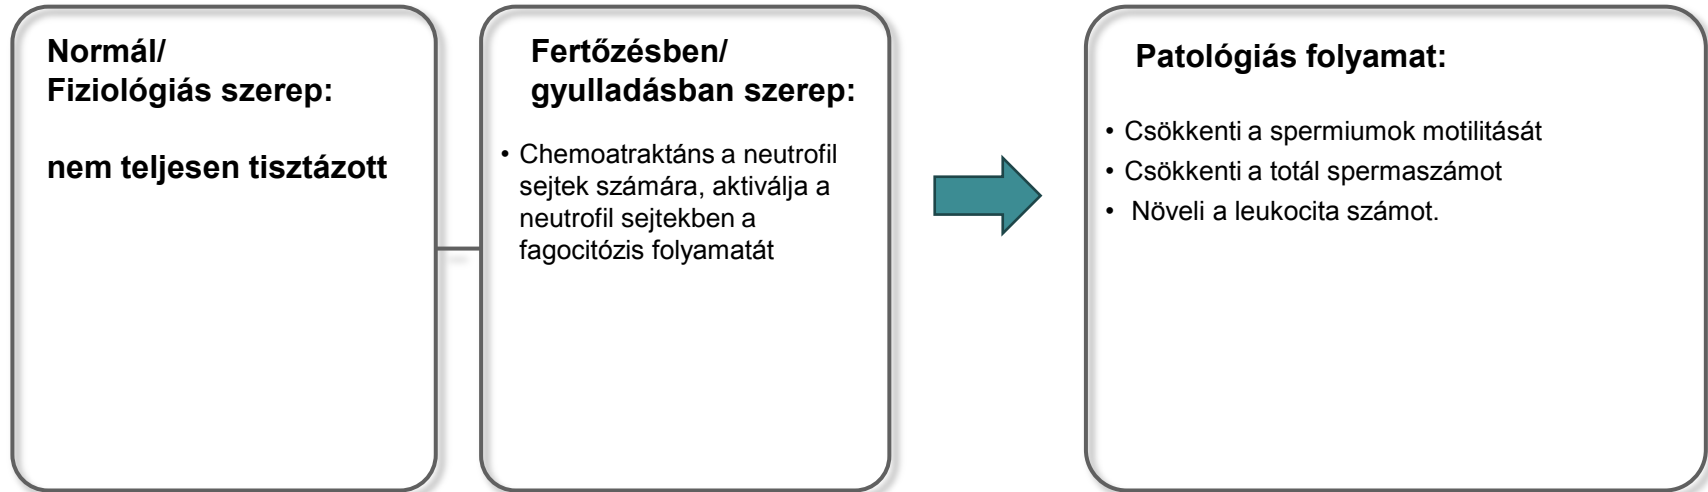 Normál/
Fiziológiás szerep:
nem teljesen tisztázott
Fertőzésben/
gyulladásban szerep:
• Chemoatraktáns a neutrofil
sejtek számára, aktiválja a
neutrofil sejtekben a
fagocitózis folyamatát
Patológiás folyamat:
• Csökkenti a spermiumok motilitását
• Csökkenti a totál spermaszámot
• Növeli a leukocita számot.